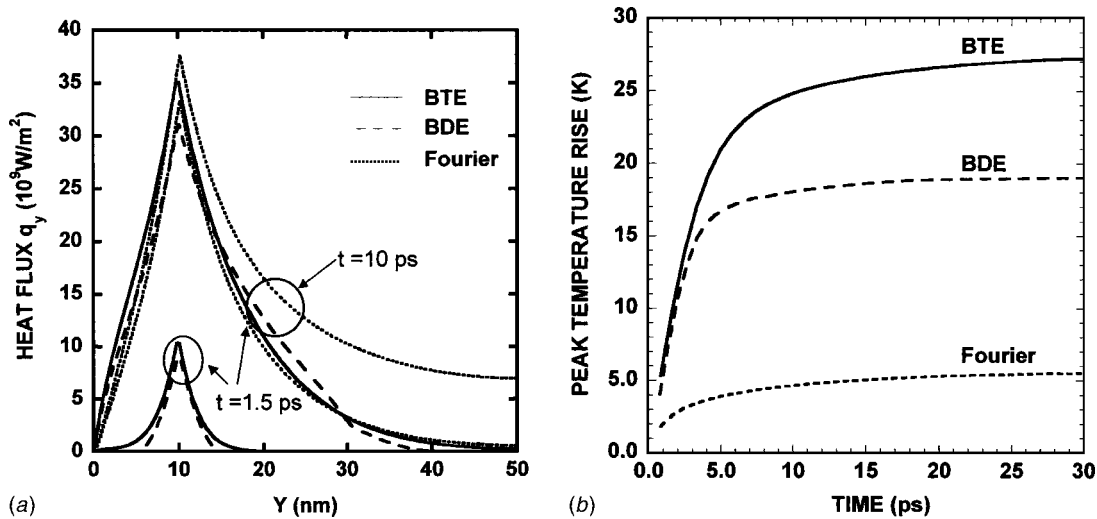 40
35
30
25
20
15
10
5
0
HEAT FLUX q_y (10^9W/m^2)
BTE
BDE
Fourier
t =10 ps
t =1.5 ps
0 10 20 30 40 50
Y (nm)
(a)
30
25
20
15
10
5.0
0.0
PEAK TEMPERATURE RISE (K)
BTE
BDE
Fourier
0.0 5.0 10 15 20 25 30
TIME (ps)
(b)